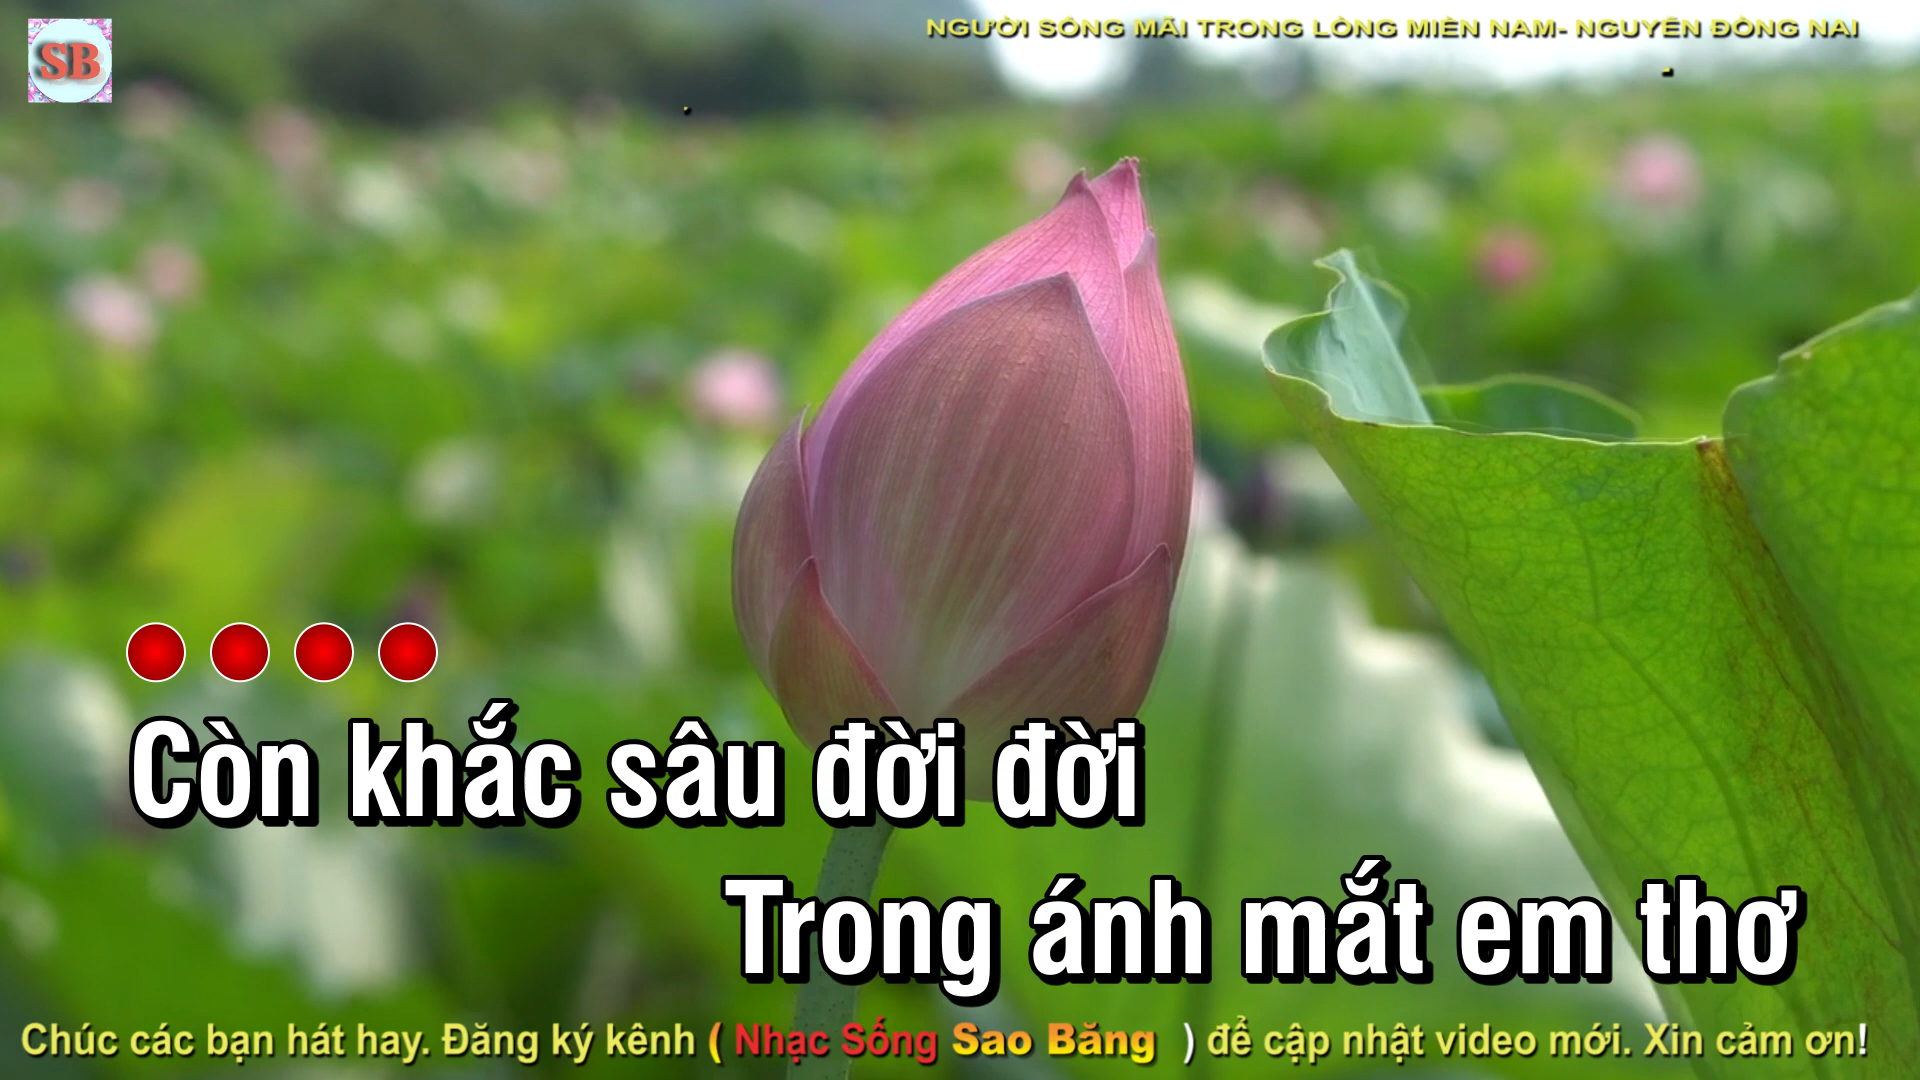 SB
NGƯỜI SỐNG MÃI TRONG LÒNG MIỀN NAM- NGUYỄN ĐỒNG NAI
Còn khắc sâu đời đời
Trong ánh mắt em thơ
Chúc các bạn hát hay. Đăng ký kênh ( Nhạc Sống Sao Băng ) để cập nhật video mới. Xin cảm ơn!